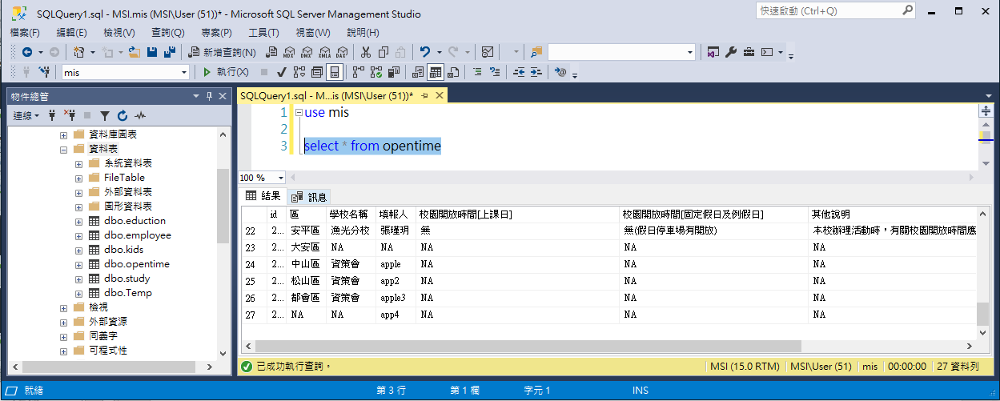 SQLQuery1.sql - MSI.mis (MSI\User (51))* - Microsoft SQL Server Management Studio
快速啟動 (Ctrl+Q)
檔案(F) 編輯(E) 檢視(V) 查詢(Q) 專案(P) 工具(T) 視窗(W) 說明(H)
新增查詢(N) MDX DMX XMLA DAX
mis 執行(X)
物件總管
SQLQuery1.sql - M...is (MSI\User (51))*
連線
資料庫圖表
資料表
系統資料表
FileTable
外部資料表
圖形資料表
dbo.eduction
dbo.employee
dbo.kids
dbo.opentime
dbo.study
dbo.Temp
檢視
外部資源
同義字
可程式性
1 use mis
2
3 select * from opentime
100 %
結果 訊息
id 區 學校名稱 填報人 校園開放時間[上課日] 校園開放時間[固定假日及例假日] 其他說明
22 2... 安平區 漁光分校 張瑾玥 無 無(假日停車場有開放) 本校辦理活動時，有關校園開放時間應
23 2... 大安區 NA NA NA NA NA
24 2... 中山區 資策會 apple NA NA NA
25 2... 松山區 資策會 app2 NA NA NA
26 2... 都會區 資策會 apple3 NA NA NA
27 2... NA NA app4 NA NA NA
已成功執行查詢。 MSI (15.0 RTM) MSI\User (51) mis 00:00:00 27 資料列
就緒 第 3 行 第 1 欄 字元 1 INS